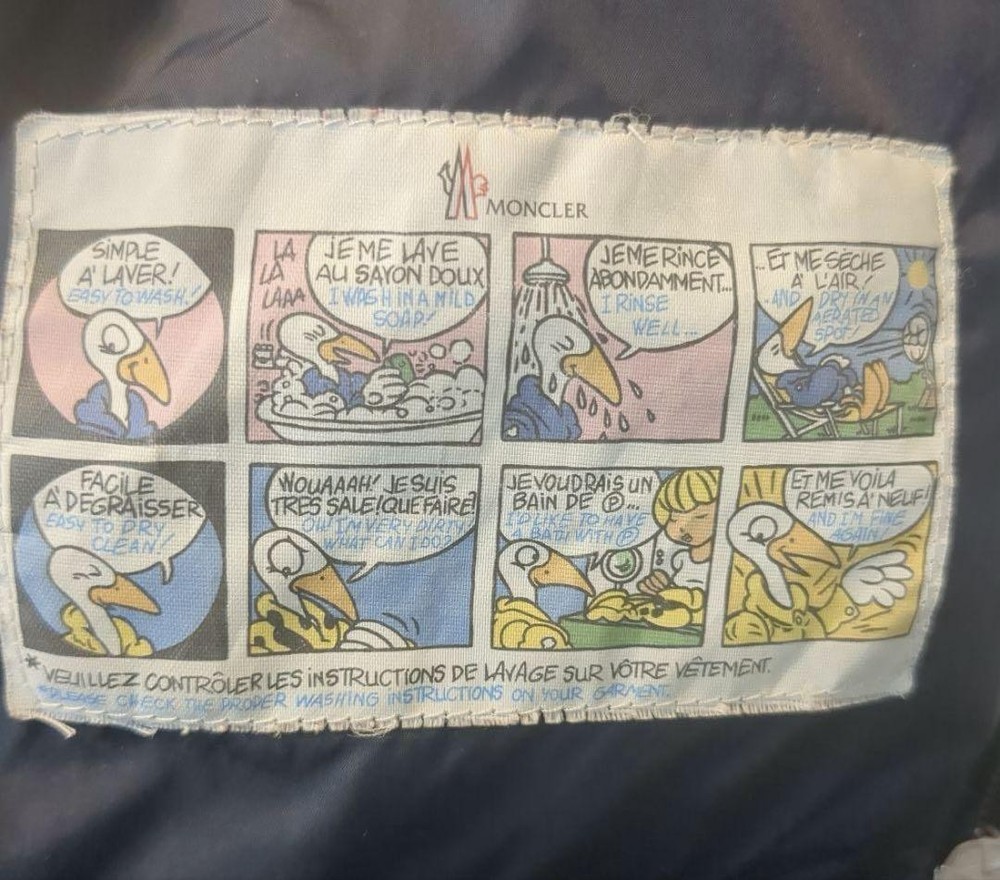 MONCLER
SIMPLE
A' LAVER!
EASY TO WASH!
LA
LA
LAAA
JE ME LAVE
AU SAVON DOUX
I WASH IN A MILD
SOAP!
JE ME RINCE
ABONDAMMENT...
I RINSE
WELL...
..ET ME SÈCHE
A' L'AIR!
AND I DRY IN AN
AERATED
SPOT!
FACILE
A' DEGRAISSER
EASY TO DRY
CLEAN!
WOUAAAH! JE SUIS
TRES SALE! QUE FAIRE?
OU! I'M VERY DIRTY
WHAT CAN I DO?
JE VOUDRAIS UN
BAIN DE Ⓟ...
I'D LIKE TO HAVE
A BATH WITH Ⓟ
ET ME VOILA
REMIS A' NEUF!
AND I'M FINE
AGAIN!
*VEUILLEZ CONTRÔLER LES INSTRUCTIONS DE LAVAGE SUR VÔTRE VÊTEMENT.
*PLEASE CHECK THE PROPER WASHING INSTRUCTIONS ON YOUR GARMENT.